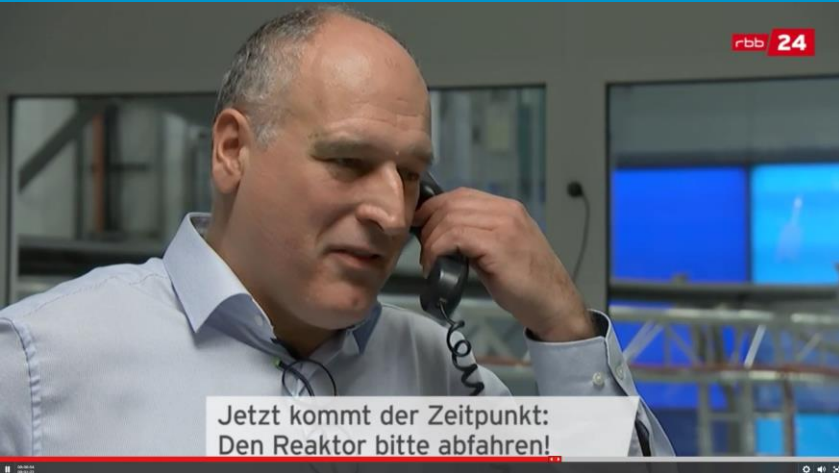 rbb 24
Jetzt kommt der Zeitpunkt:
Den Reaktor bitte abfahren!